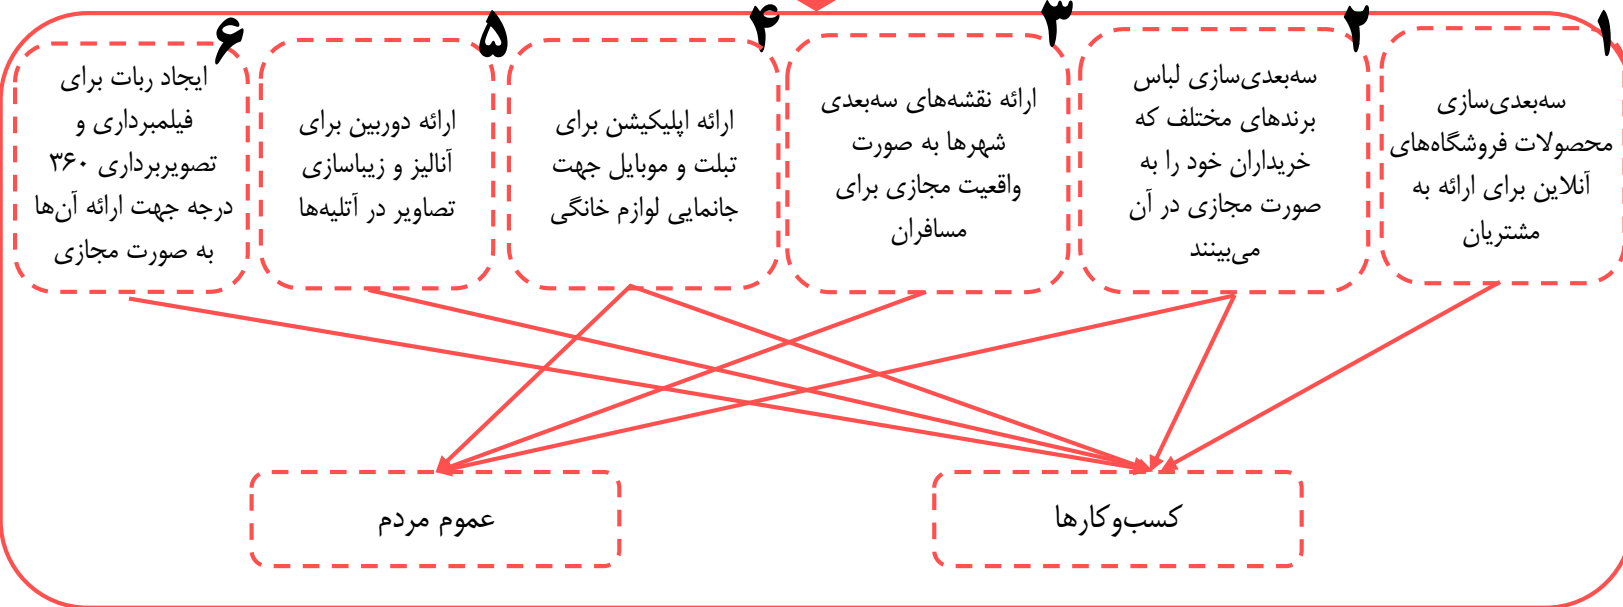 ۱
سه‌بعدی‌سازی
محصولات فروشگاه‌های
آنلاین برای ارائه به
مشتریان
۲
سه‌بعدی‌سازی لباس
برندهای مختلف که
خریداران خود را به
صورت مجازی در آن
می‌بینند
۳
ارائه نقشه‌های سه‌بعدی
شهرها به صورت
واقعیت مجازی برای
مسافران
۴
ارائه اپلیکیشن برای
تبلت و موبایل جهت
جانمایی لوازم خانگی
۵
ارائه دوربین برای
آنالیز و زیباسازی
تصاویر در آتلیه‌ها
۶
ایجاد ربات برای
فیلمبرداری و
تصویربرداری ۳۶۰
درجه جهت ارائه آن‌ها
به صورت مجازی
کسب‌وکارها
عموم مردم